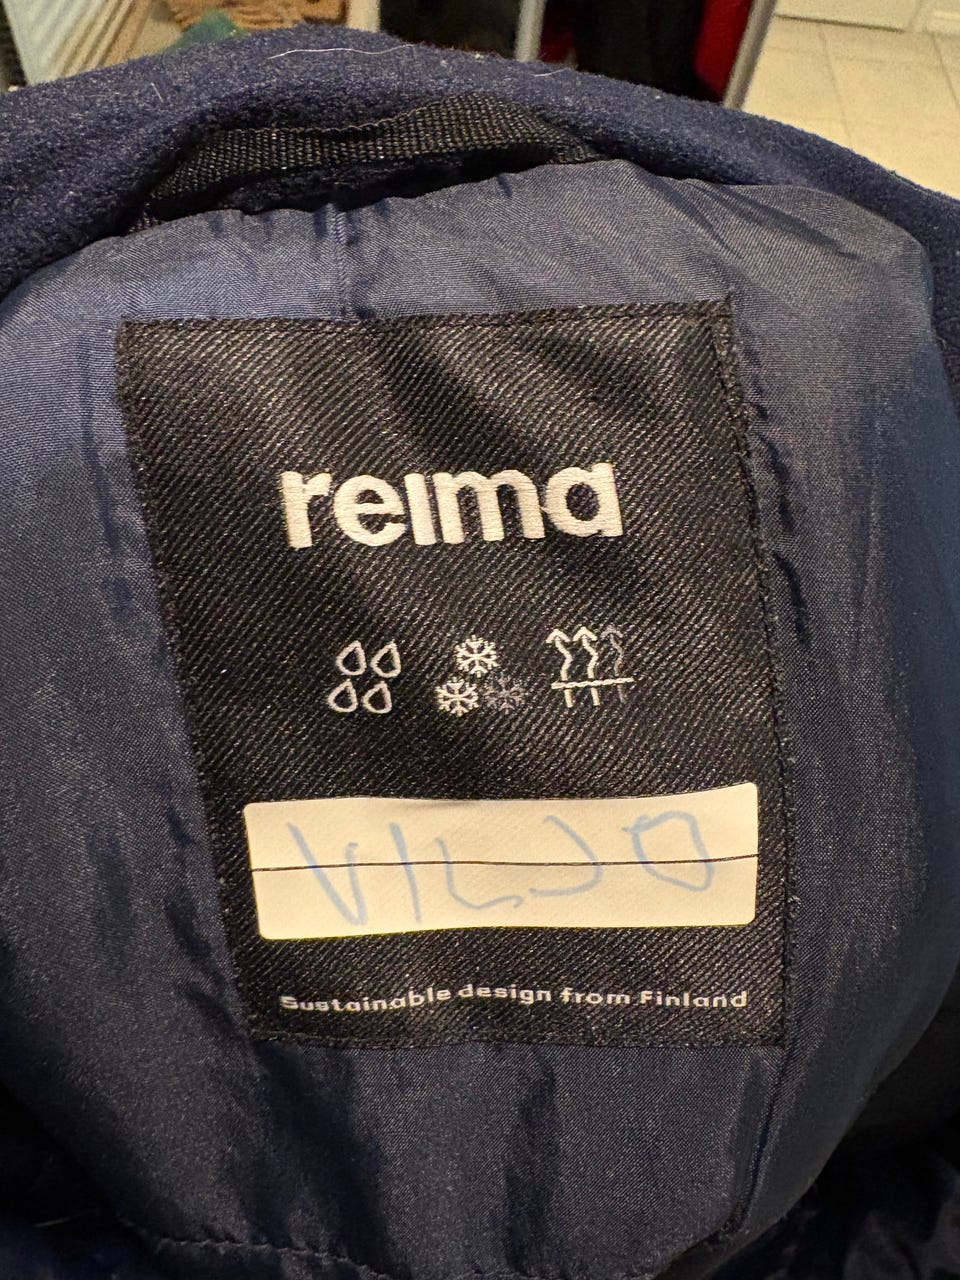 reima
VILJO
Sustainable design from Finland